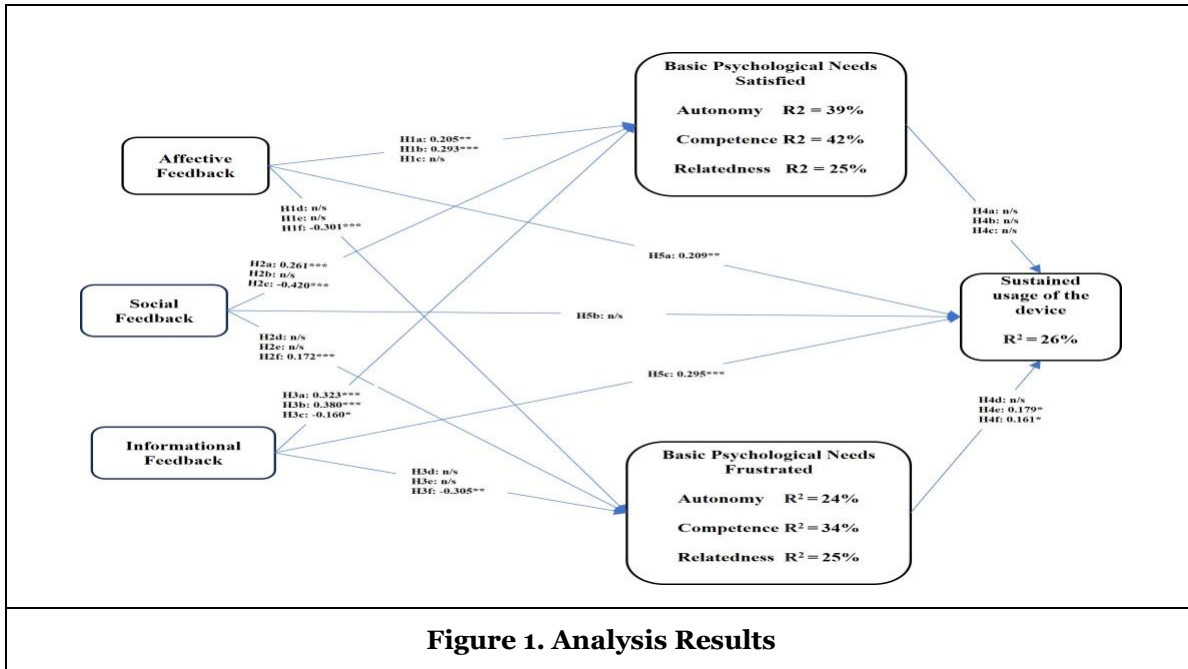 Basic Psychological Needs
Satisfied
Autonomy R2 = 39%
Competence R2 = 42%
Relatedness R2 = 25%
Affective
Feedback
H1a: 0.205**
H1b: 0.293***
H1c: n/s
H1d: n/s
H1e: n/s
H1f: -0.301***
H4a: n/s
H4b: n/s
H4c: n/s
H5a: 0.209**
Social
Feedback
H2a: 0.261***
H2b: n/s
H2c: -0.420***
H5b: n/s
Sustained
usage of the
device
R² = 26%
H2d: n/s
H2e: n/s
H2f: 0.172***
H5c: 0.295***
H3a: 0.323***
H3b: 0.380***
H3c: -0.160*
H4d: n/s
H4e: 0.179*
H4f: 0.161*
Informational
Feedback
H3d: n/s
H3e: n/s
H3f: -0.305**
Basic Psychological Needs
Frustrated
Autonomy R² = 24%
Competence R² = 34%
Relatedness R² = 25%
Figure 1. Analysis Results